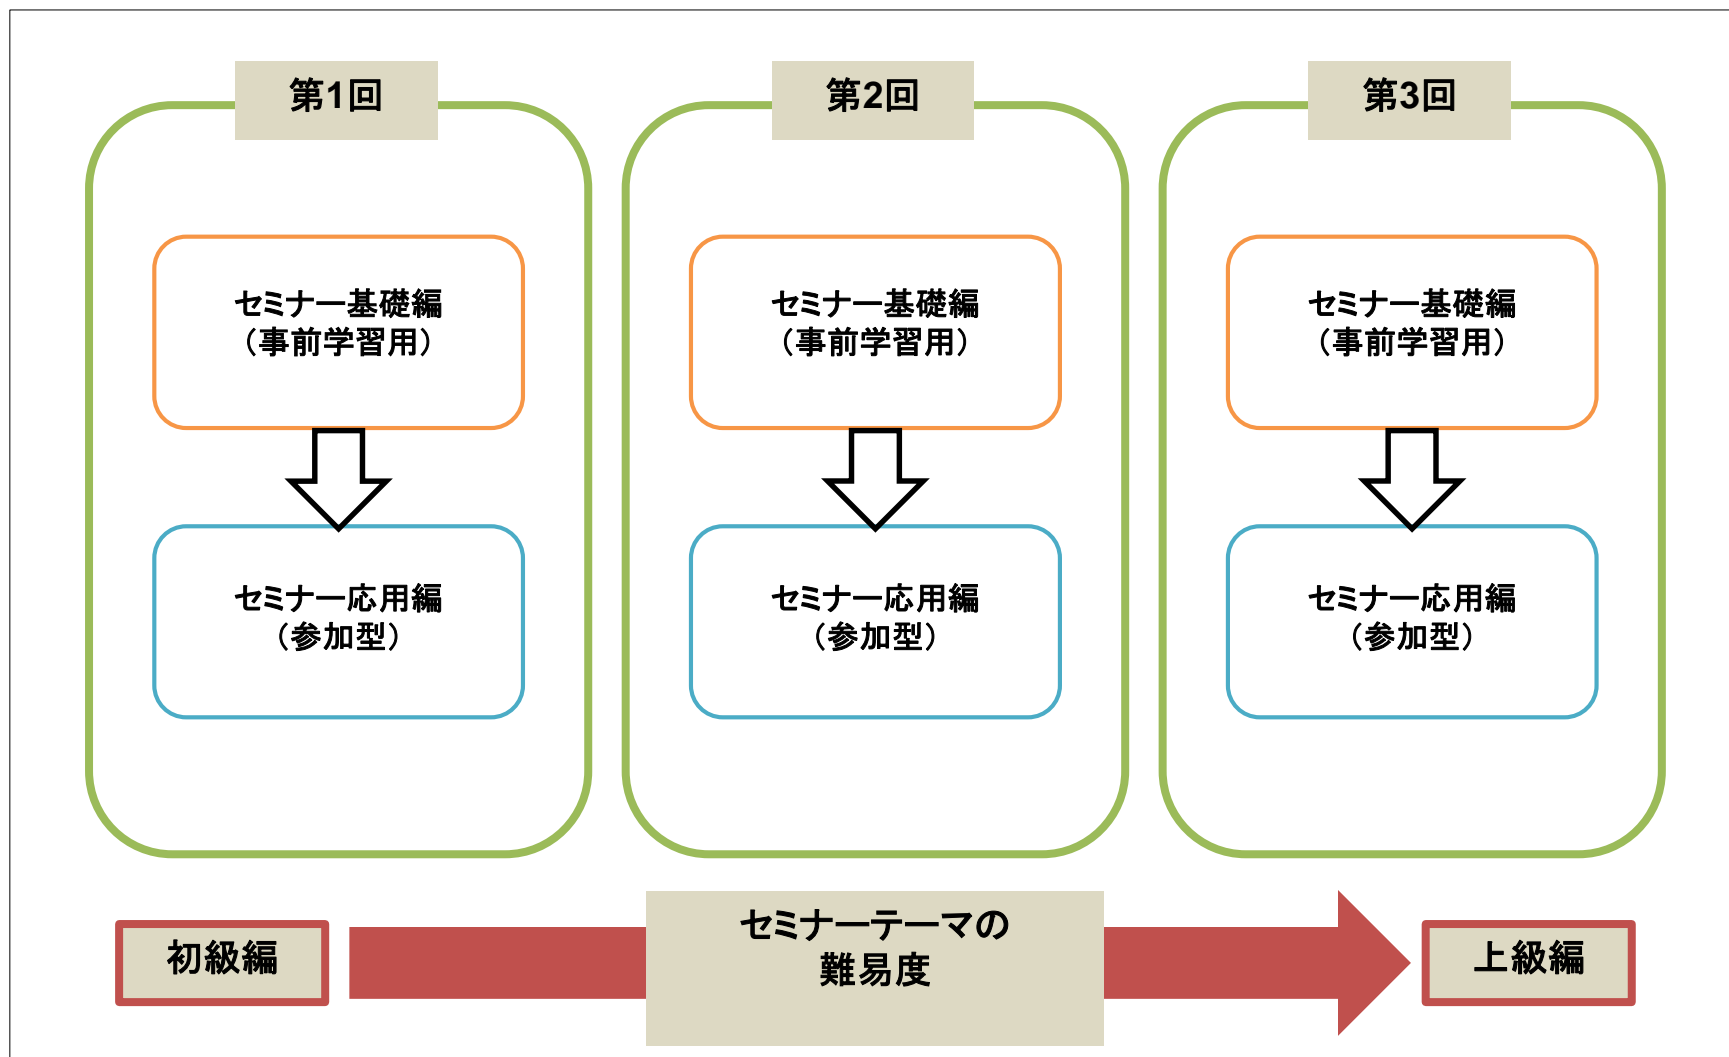 第1回
セミナー基礎編
（事前学習用）
セミナー応用編
（参加型）
第2回
セミナー基礎編
（事前学習用）
セミナー応用編
（参加型）
第3回
セミナー基礎編
（事前学習用）
セミナー応用編
（参加型）
初級編
セミナーテーマの
難易度
上級編